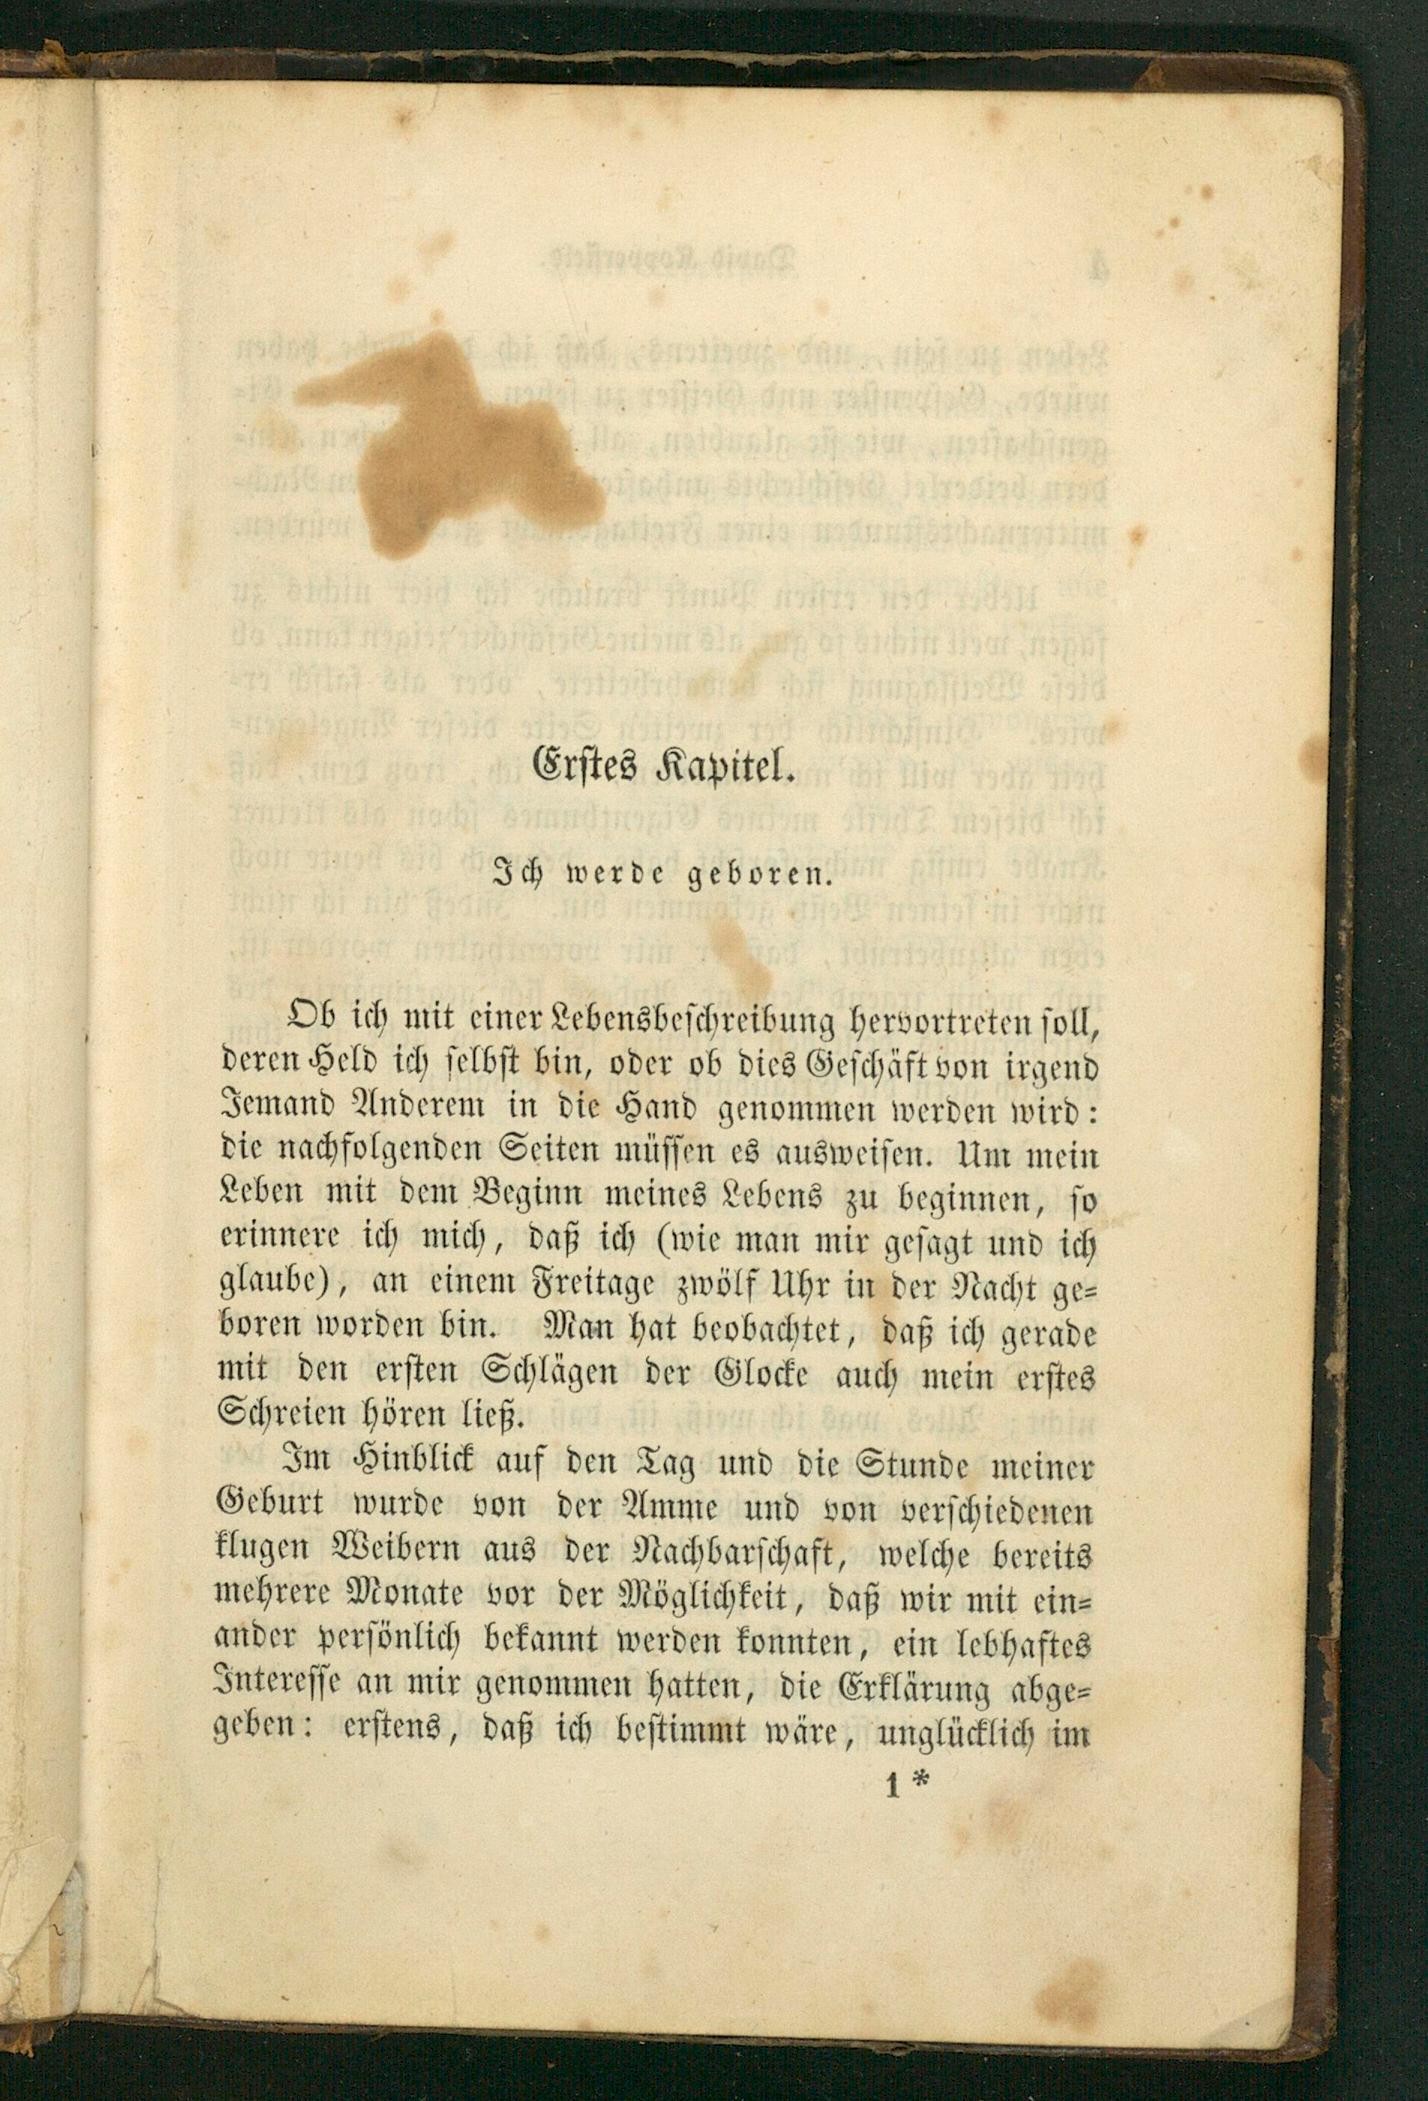 Erstes Kapitel.
Ich werde geboren.
Ob ich mit einer Lebensbeschreibung hervortreten soll,
deren Held ich selbst bin, oder ob dies Geschäft von irgend
Jemand Anderem in die Hand genommen werden wird:
die nachfolgenden Seiten müssen es ausweisen. Um mein
Leben mit dem Beginn meines Lebens zu beginnen, so
erinnere ich mich, daß ich (wie man mir gesagt und ich
glaube), an einem Freitage zwölf Uhr in der Nacht ge-
boren worden bin. Man hat beobachtet, daß ich gerade
mit den ersten Schlägen der Glocke auch mein erstes
Schreien hören ließ.
Im Hinblick auf den Tag und die Stunde meiner
Geburt wurde von der Amme und von verschiedenen
klugen Weibern aus der Nachbarschaft, welche bereits
mehrere Monate vor der Möglichkeit, daß wir mit ein-
ander persönlich bekannt werden konnten, ein lebhaftes
Interesse an mir genommen hatten, die Erklärung abge-
geben: erstens, daß ich bestimmt wäre, unglücklich im
1*